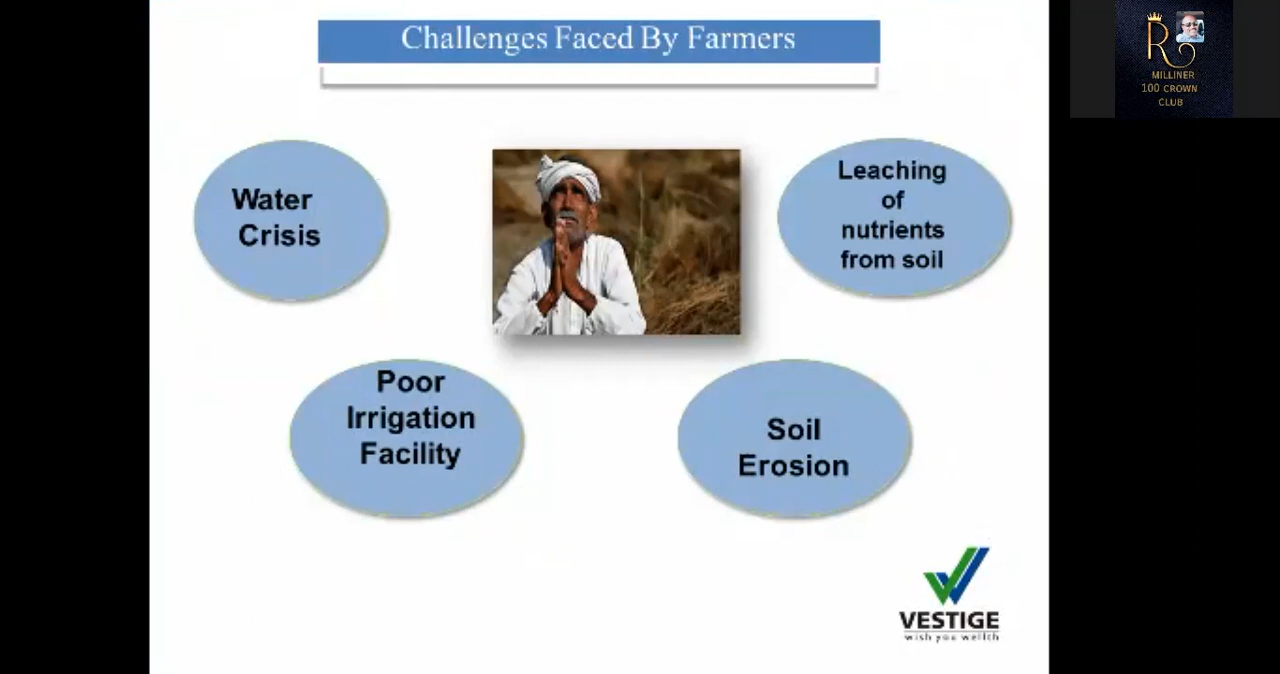 Challenges Faced By Farmers
Water
Crisis
Leaching
of
nutrients
from soil
Poor
Irrigation
Facility
Soil
Erosion
VESTIGE
wish you wellth
R
MILLINER
100 CROWN
CLUB